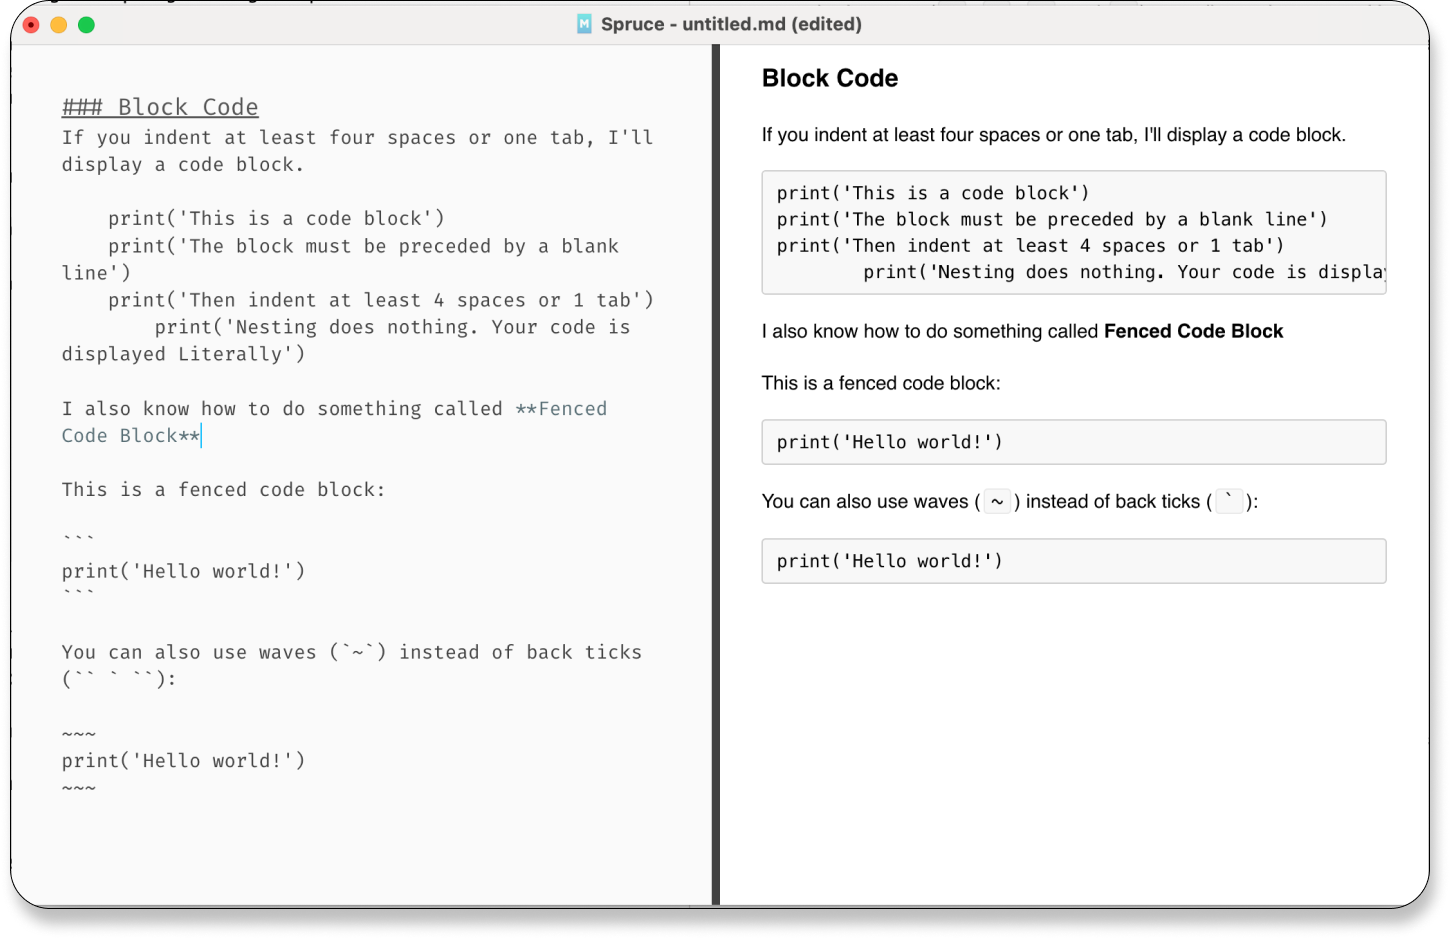 Spruce - untitled.md (edited)
### Block Code
If you indent at least four spaces or one tab, I'll
display a code block.
    print('This is a code block')
    print('The block must be preceded by a blank
line')
    print('Then indent at least 4 spaces or 1 tab')
        print('Nesting does nothing. Your code is
displayed Literally')
I also know how to do something called **Fenced
Code Block**
This is a fenced code block:
```
print('Hello world!')
```
You can also use waves (`~`) instead of back ticks
(`` ` ``):
~~~
print('Hello world!')
~~~
Block Code
If you indent at least four spaces or one tab, I'll display a code block.
print('This is a code block')
print('The block must be preceded by a blank line')
print('Then indent at least 4 spaces or 1 tab')
        print('Nesting does nothing. Your code is display
I also know how to do something called Fenced Code Block
This is a fenced code block:
print('Hello world!')
You can also use waves ( ~ ) instead of back ticks ( ` ):
print('Hello world!')